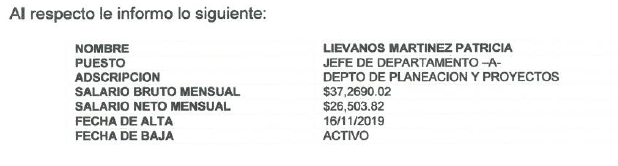 Al respecto le informo lo siguiente:
NOMBRE LIEVANOS MARTINEZ PATRICIA
PUESTO JEFE DE DEPARTAMENTO –A-
ADSCRIPCION DEPTO DE PLANEACION Y PROYECTOS
SALARIO BRUTO MENSUAL $37,2690.02
SALARIO NETO MENSUAL $26,503.82
FECHA DE ALTA 16/11/2019
FECHA DE BAJA ACTIVO